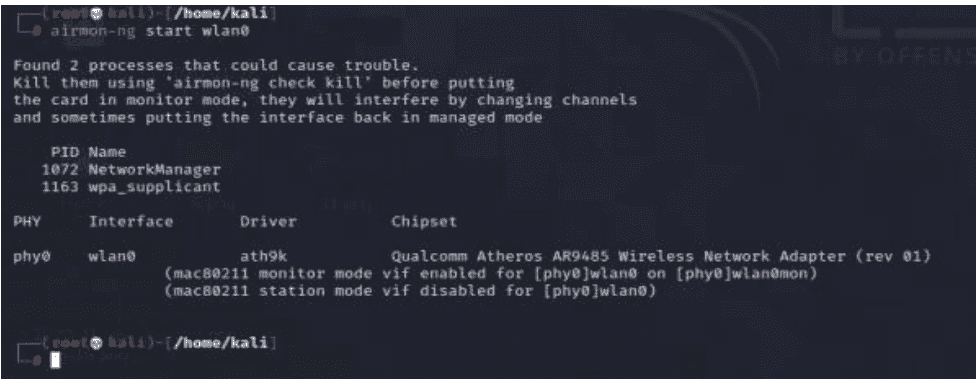 (root㉿kali)-[/home/kali]
# airmon-ng start wlan0
BY OFFENS
Found 2 processes that could cause trouble.
Kill them using 'airmon-ng check kill' before putting
the card in monitor mode, they will interfere by changing channels
and sometimes putting the interface back in managed mode
PID Name
1072 NetworkManager
1163 wpa_supplicant
PHY Interface Driver Chipset
phy0 wlan0 ath9k Qualcomm Atheros AR9485 Wireless Network Adapter (rev 01)
(mac80211 monitor mode vif enabled for [phy0]wlan0 on [phy0]wlan0mon)
(mac80211 station mode vif disabled for [phy0]wlan0)
(root㉿kali)-[/home/kali]
#